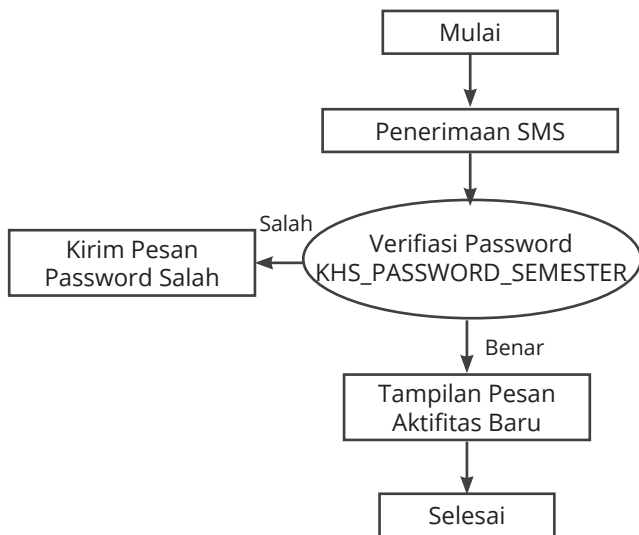 Mulai
Penerimaan SMS
Salah
Kirim Pesan
Password Salah
Verifiasi Password
KHS_PASSWORD_SEMESTER
Benar
Tampilan Pesan
Aktifitas Baru
Selesai